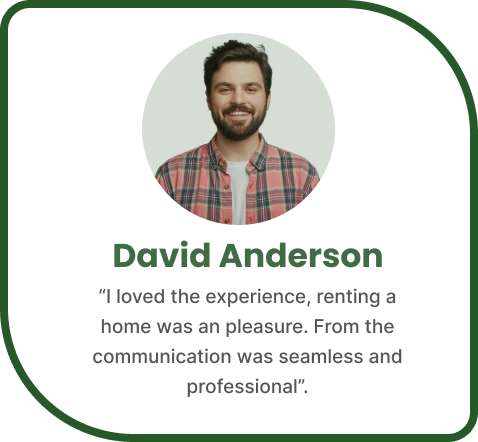 David Anderson
“I loved the experience, renting a
home was an pleasure. From the
communication was seamless and
professional”.